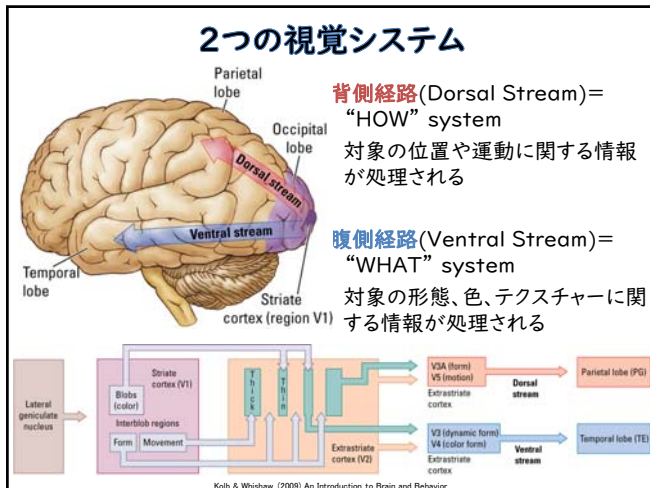 2つの視覚システム
Parietal
lobe
Occipital
lobe
Dorsal stream
Ventral stream
Temporal
lobe
Striate
cortex (region V1)
背側経路(Dorsal Stream)=
“HOW” system
対象の位置や運動に関する情報
が処理される
腹側経路(Ventral Stream)=
“WHAT” system
対象の形態、色、テクスチャーに関
する情報が処理される
Lateral
geniculate
nucleus
Striate
cortex (V1)
Blobs
(color)
Interblob regions
Form
Movement
Thick
Thin
Extrastriate
cortex (V2)
V3A (form)
V5 (motion)
Extrastriate
cortex
Dorsal
stream
Parietal lobe (PG)
V3 (dynamic form)
V4 (color form)
Extrastriate
cortex
Ventral
stream
Temporal lobe (TE)
Kolb & Whishaw (2009) An Introduction to Brain and Behavior